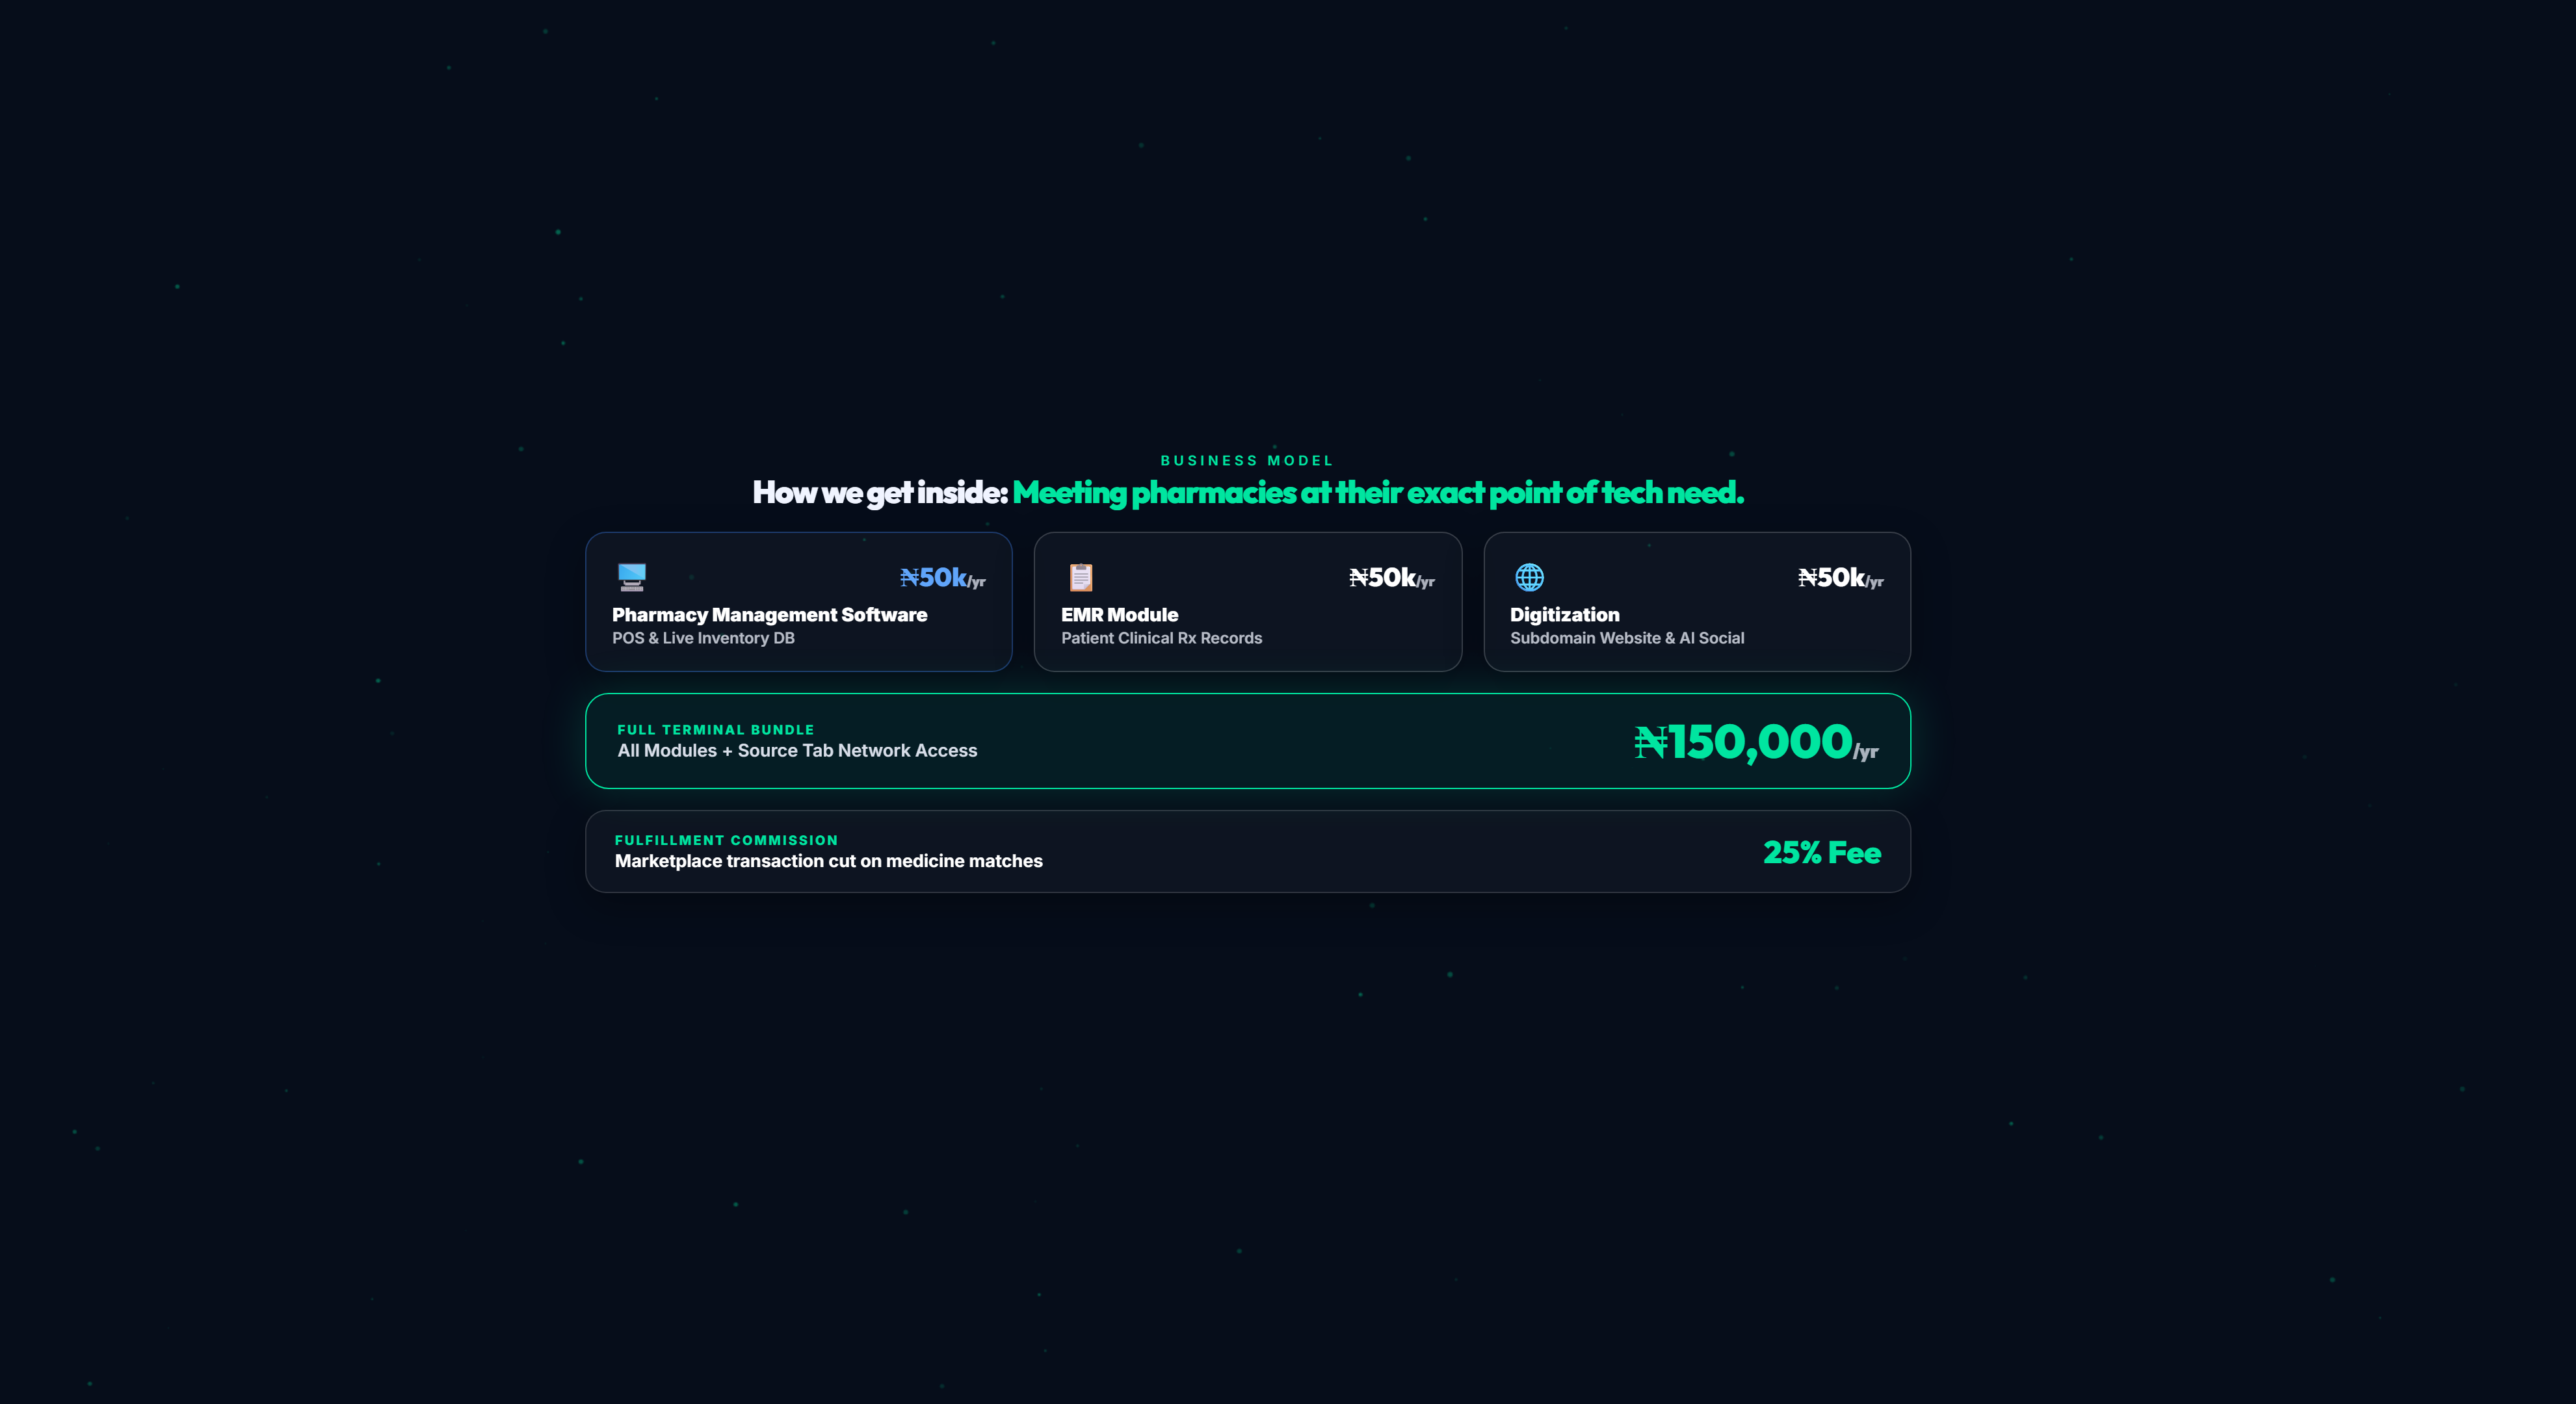 BUSINESS MODEL
How we get inside: Meeting pharmacies at their exact point of tech need.
₦50k/yr
Pharmacy Management Software
POS & Live Inventory DB
₦50k/yr
EMR Module
Patient Clinical Rx Records
₦50k/yr
Digitization
Subdomain Website & AI Social
FULL TERMINAL BUNDLE
All Modules + Source Tab Network Access
₦150,000/yr
FULFILLMENT COMMISSION
Marketplace transaction cut on medicine matches
25% Fee